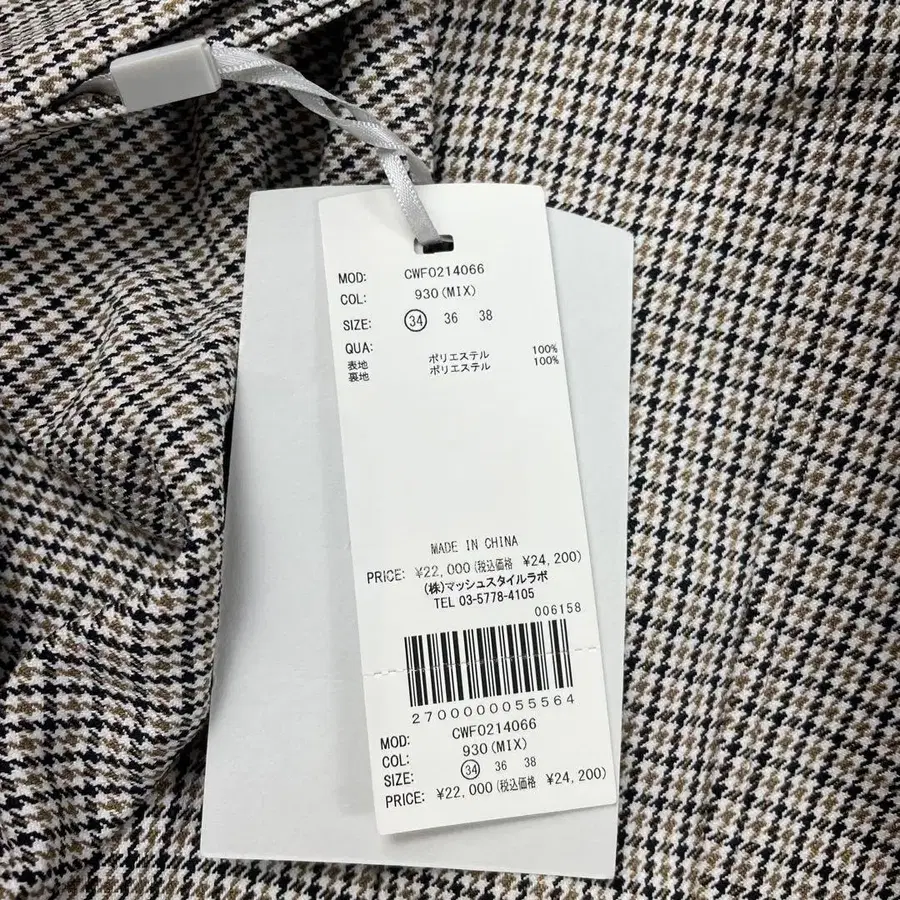 MOD: CWFO214066
COL: 930(MIX)
SIZE: 34 36 38
QUA:
表地 ポリエステル 100%
裏地 ポリエステル 100%
MADE IN CHINA
PRICE: ¥22,000(税込価格 ¥24,200)
(株)マッシュスタイルラボ
TEL 03-5778-4105
006158
2700000055564
MOD: CWFO214066
COL: 930(MIX)
SIZE: 34 36 38
PRICE: ¥22,000(税込価格 ¥24,200)